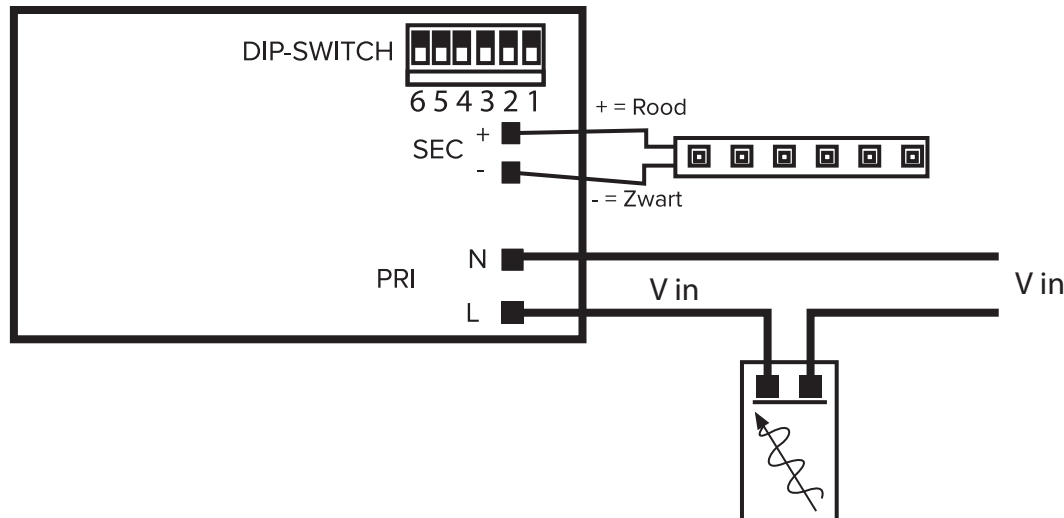 DIP-SWITCH
6 5 4 3 2 1
+ = Rood
SEC + -
- = Zwart
PRI
N
L
V in
V in